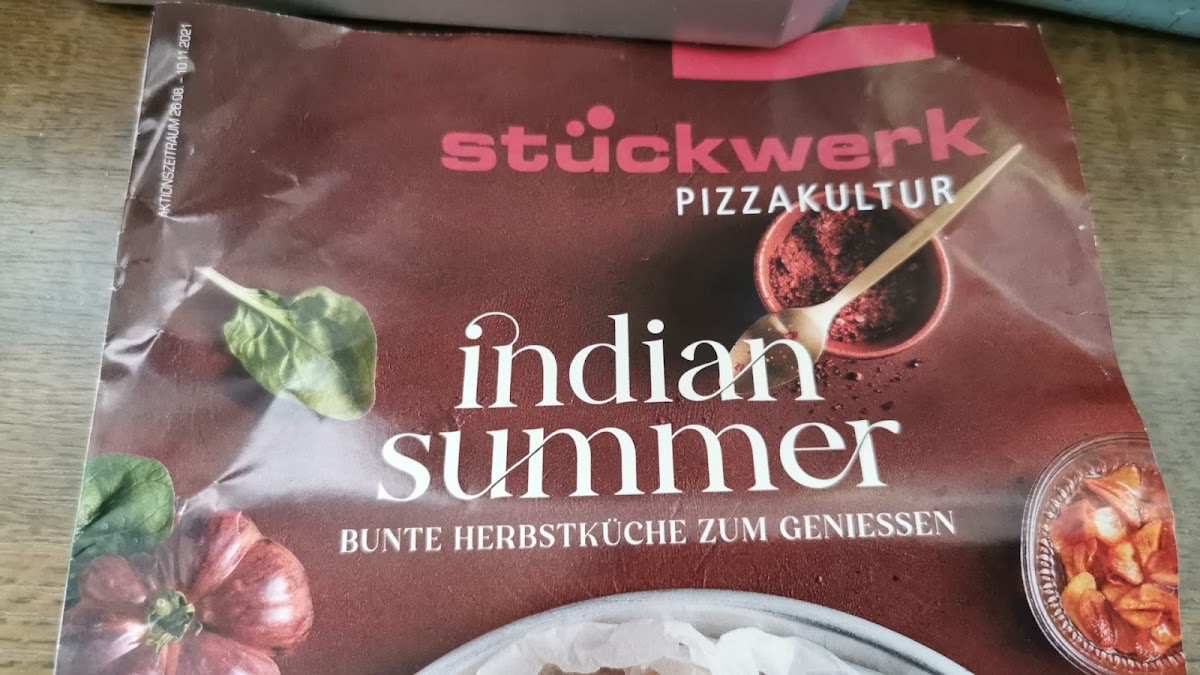 AKTIONSZEITRAUM 26.08. - 10.11.2021
stückwerk
PIZZAKULTUR
indian
summer
BUNTE HERBSTKÜCHE ZUM GENIESSEN